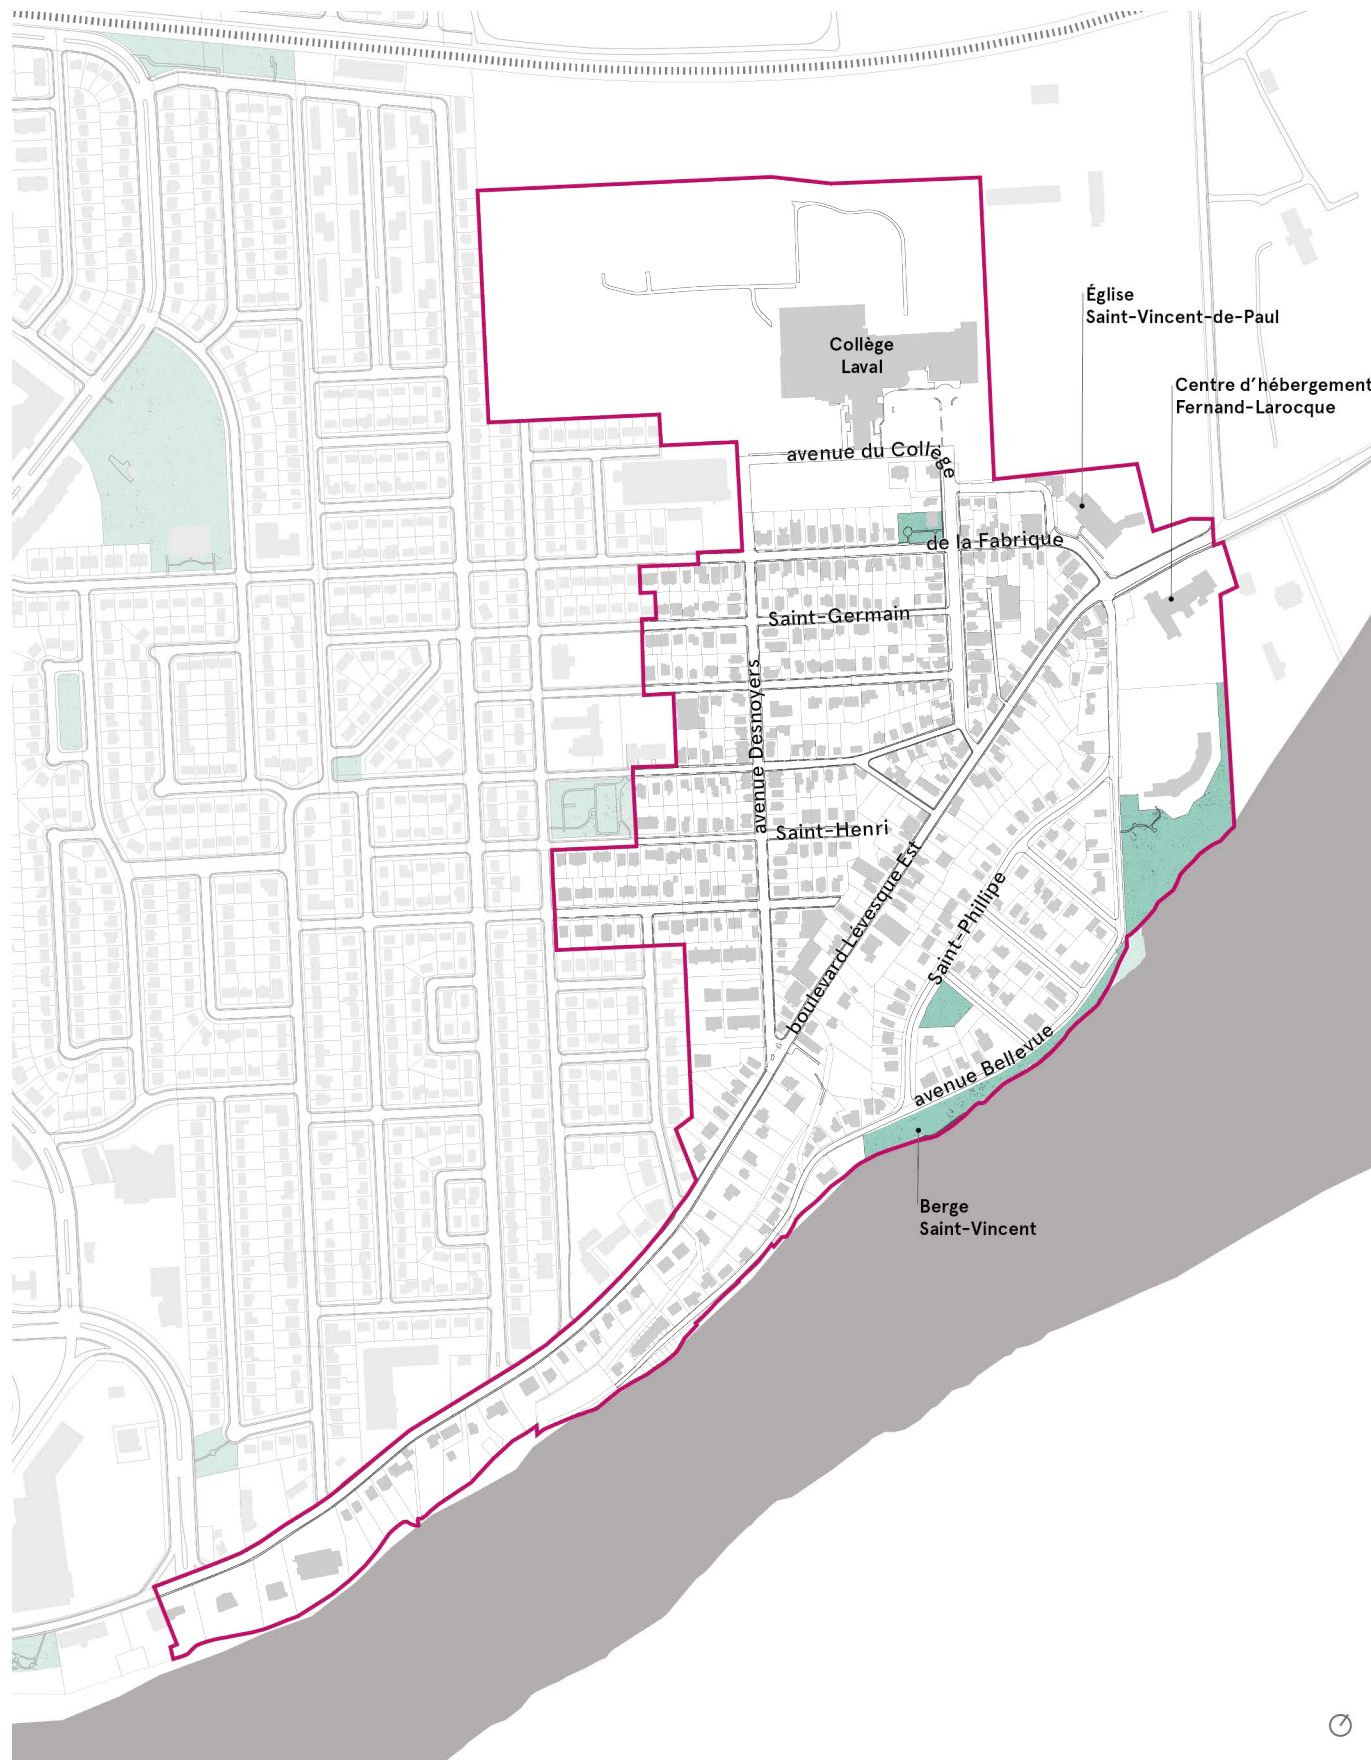 Église
Saint-Vincent-de-Paul
Collège
Laval
Centre d'hébergement
Fernand-Larocque
avenue du Collège
de la Fabrique
Saint-Germain
avenue Desnoyers
Saint-Henri
boulevard Lévesque Est
Saint-Phillipe
avenue Bellevue
Berge
Saint-Vincent